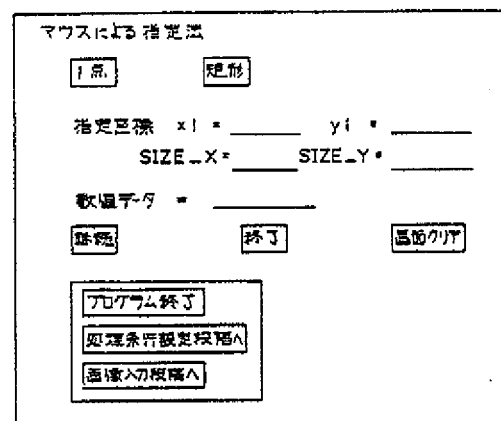 マウスによる指定法
1点 矩形
指定座標 x1 = yi =
SIZE_X= SIZE_Y=
数値データ =
継続 終了 画面クリア
プログラム終了
処理条件設定段階へ
画像入力段階へ